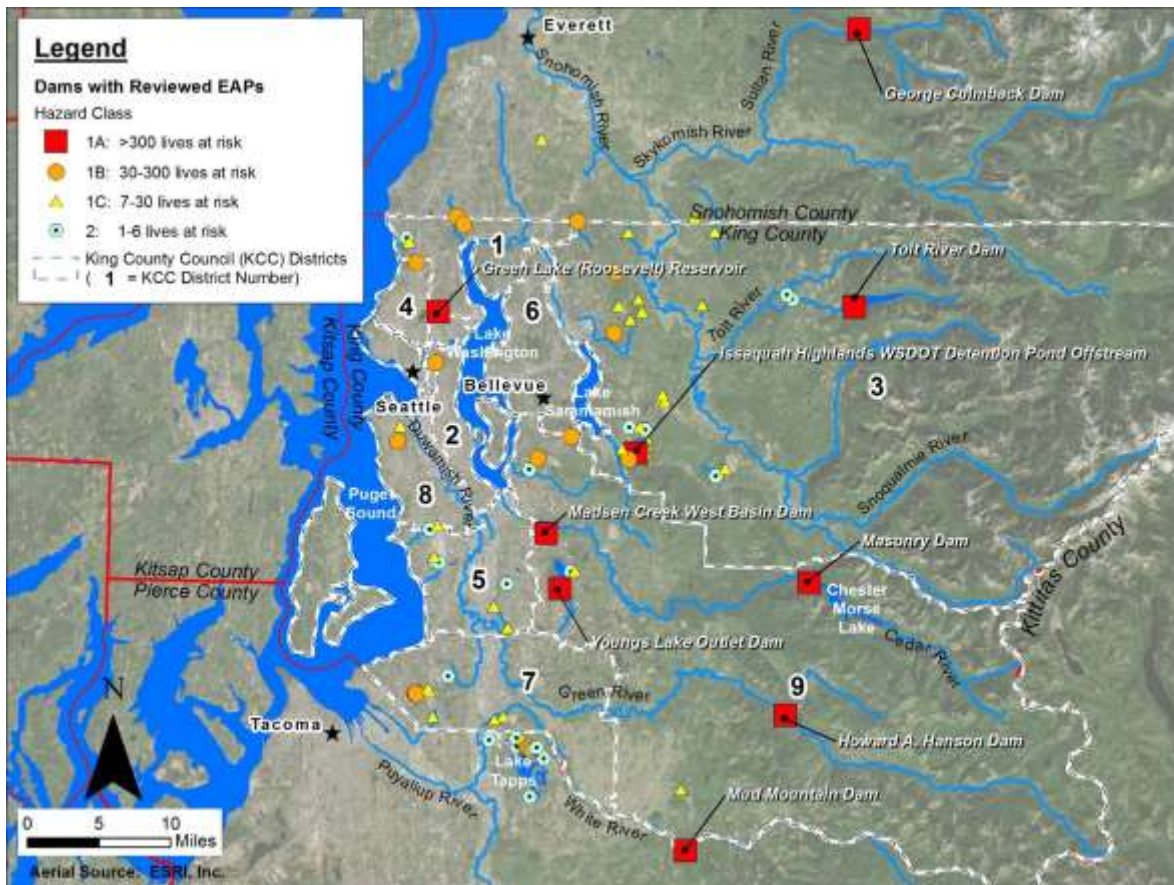 Legend
Dams with Reviewed EAPs
Hazard Class
1A: >300 lives at risk
1B: 30-300 lives at risk
1C: 7-30 lives at risk
2: 1-6 lives at risk
King County Council (KCC) Districts
( 1 = KCC District Number)
Everett
Snohomish River
Sultan River
George Culmback Dam
Skykomish River
Snohomish County
King County
1
Green Lake (Roosevelt) Reservoir
Tolt River Dam
4
6
Tolt River
Lake
Washington
King County
Kitsap County
Issaquah Highlands WSDOT Detention Pond Offstream
Bellevue
3
Lake
Sammamish
Seattle
Duwamish River
2
Snoqualmie River
8
Puget
Sound
Madsen Creek West Basin Dam
Masonry Dam
Kitsap County
Pierce County
5
Chester
Morse
Lake
Kittitas County
Youngs Lake Outlet Dam
Cedar River
7
Green River
9
N
Tacoma
Howard A. Hanson Dam
Lake
Tapps
Puyallup River
White River
Mud Mountain Dam
0 5 10
Miles
Aerial Source: ESRI, Inc.